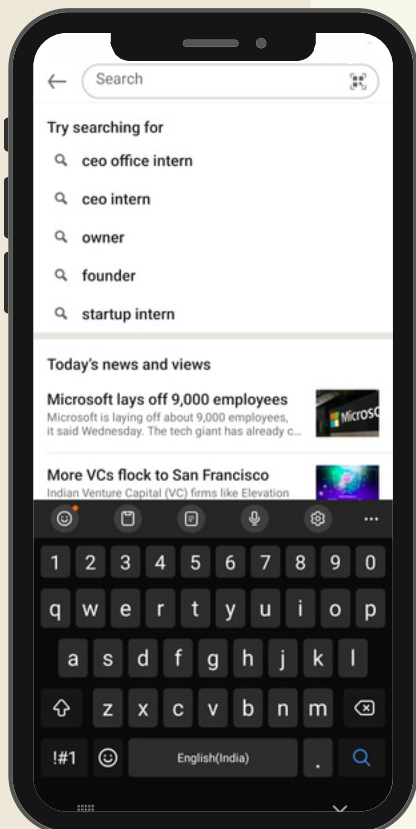 Search
Try searching for
ceo office intern
ceo intern
owner
founder
startup intern
Today's news and views
Microsoft lays off 9,000 employees
Microsoft is laying off about 9,000 employees,
it said Wednesday. The tech giant has already c...
Microsc
More VCs flock to San Francisco
Indian Venture Capital (VC) firms like Elevation
1 2 3 4 5 6 7 8 9 0
q w e r t y u i o p
a s d f g h j k l
z x c v b n m
!#1 English(India) .